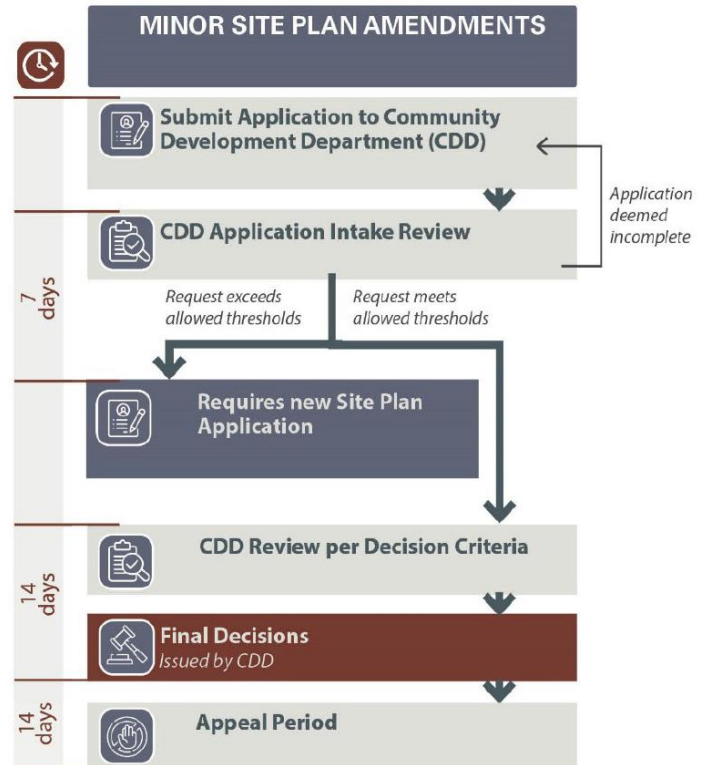 MINOR SITE PLAN AMENDMENTS
Submit Application to Community
Development Department (CDD)
Application
deemed
incomplete
CDD Application Intake Review
7
days
Request exceeds
allowed thresholds
Request meets
allowed thresholds
Requires new Site Plan
Application
14
days
CDD Review per Decision Criteria
Final Decisions
Issued by CDD
14
days
Appeal Period